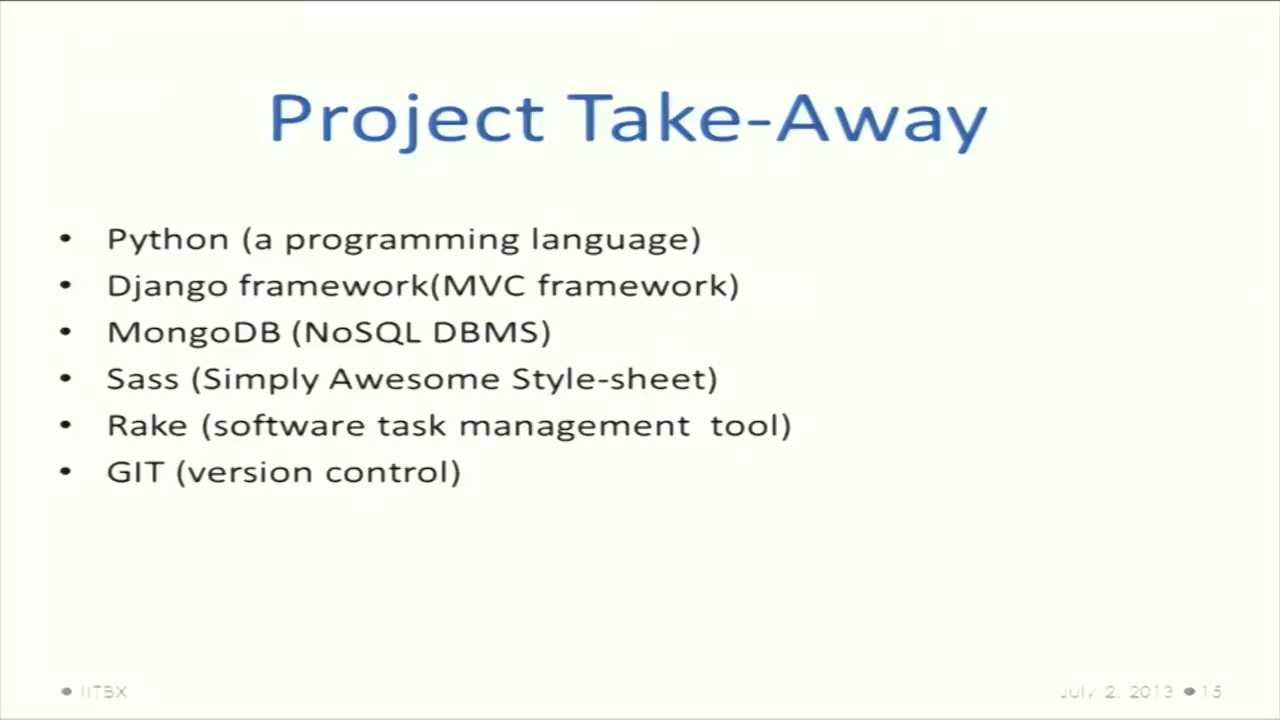 Project Take-Away
• Python (a programming language)
• Django framework(MVC framework)
• MongoDB (NoSQL DBMS)
• Sass (Simply Awesome Style-sheet)
• Rake (software task management tool)
• GIT (version control)
● IITBX
July 2, 2013 ● 15